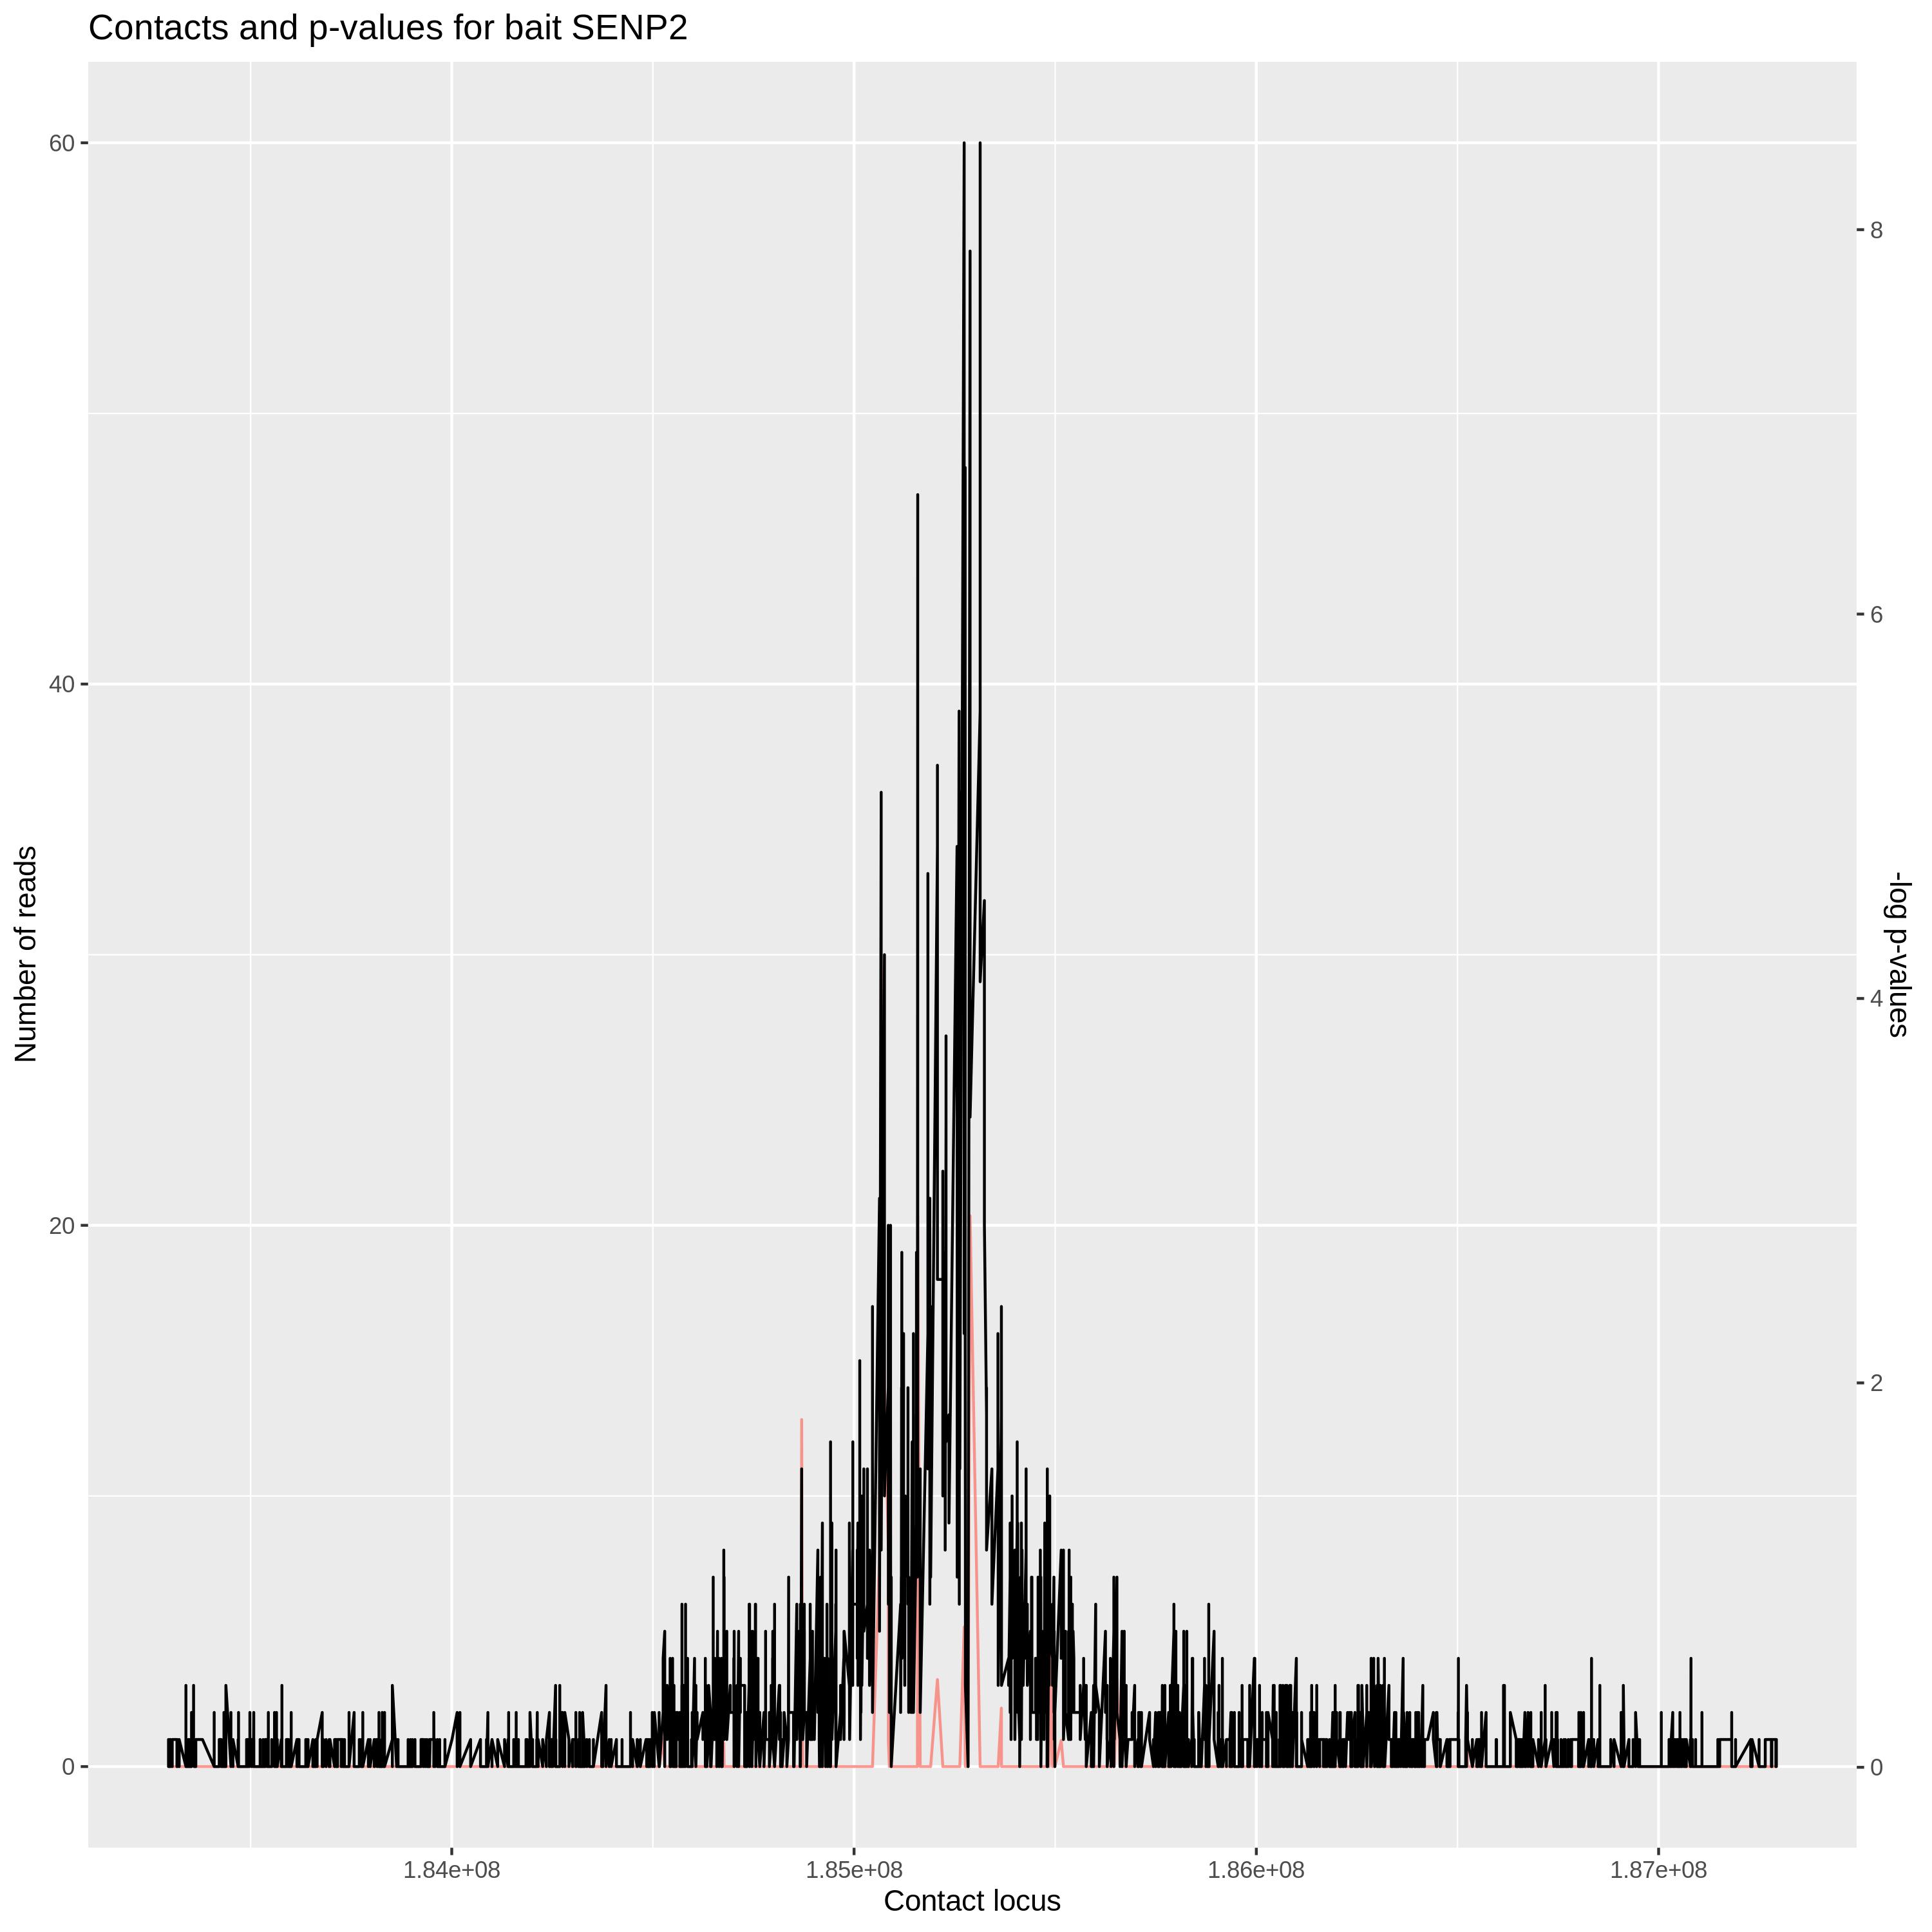 Contacts and p-values for bait SENP2
60
40
20
0
8
6
4
2
0
Number of reads
-log p-values
1.84e+08 1.85e+08 1.86e+08 1.87e+08
Contact locus